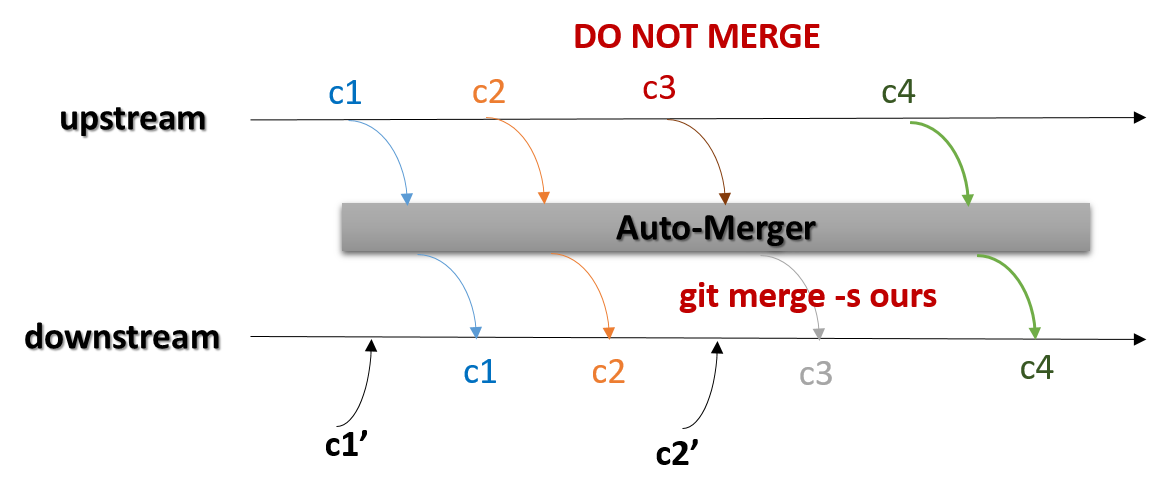 DO NOT MERGE
c1
c2
c3
c4
upstream
Auto-Merger
git merge -s ours
downstream
c1
c2
c3
c4
c1’
c2’